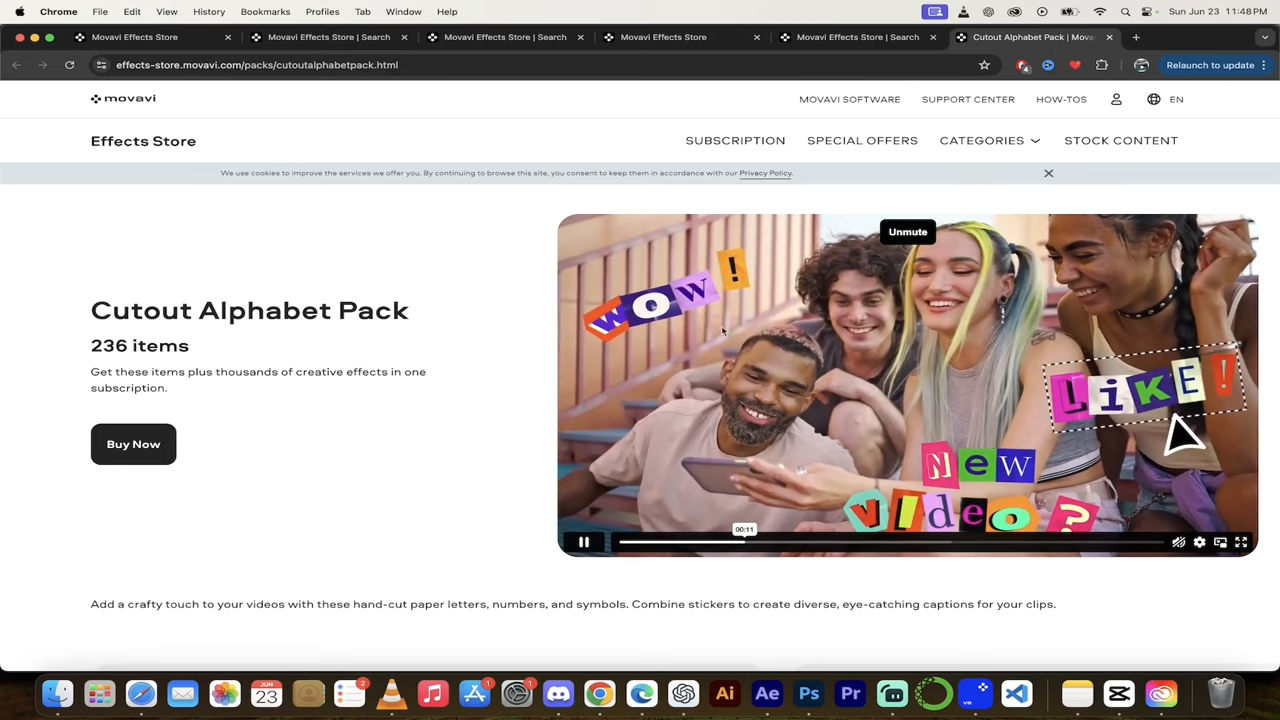 Chrome File Edit View History Bookmarks Profiles Tab Window Help Sun Jun 23 11:48 PM
Movavi Effects Store Movavi Effects Store | Search Movavi Effects Store | Search Movavi Effects Store Movavi Effects Store | Search Cutout Alphabet Pack | Mova
effects-store.movavi.com/packs/cutoutalphabetpack.html 4 Relaunch to update
movavi MOVAVI SOFTWARE SUPPORT CENTER HOW-TOS EN
Effects Store SUBSCRIPTION SPECIAL OFFERS CATEGORIES STOCK CONTENT
We use cookies to improve the services we offer you. By continuing to browse this site, you consent to keep them in accordance with our Privacy Policy.
Unmute
WOW!
Cutout Alphabet Pack
236 items
Get these items plus thousands of creative effects in one
subscription.
Buy Now
LiKE!
New
Video?
00:11
Add a crafty touch to your videos with these hand-cut paper letters, numbers, and symbols. Combine stickers to create diverse, eye-catching captions for your clips.
JUN
23 2 1 1 Ai Ae Ps Pr ve